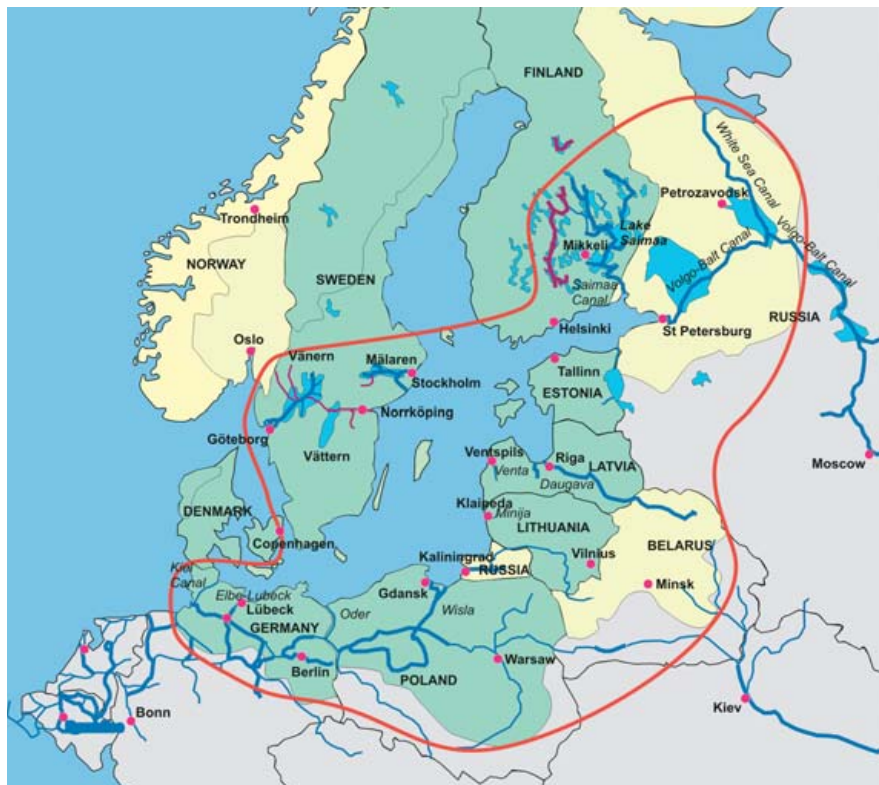 FINLAND
White Sea Canal
Petrozavodsk
Trondheim
Lake
Saimaa
Mikkeli
Volgo-Balt Canal
Volgo-Balt Canal
NORWAY
SWEDEN
Saimaa
Canal
RUSSIA
Helsinki
St Petersburg
Oslo
Vänern
Mälaren
Tallinn
Stockholm
ESTONIA
Norrköping
Göteborg
Vättern
Ventspils
Riga
Moscow
Venta
LATVIA
Daugava
DENMARK
Klaipeda
Minija
LITHUANIA
Copenhagen
BELARUS
Kaliningrad
Vilnius
RUSSIA
Kiel
Canal
Gdansk
Minsk
Elbe-Lubeck
Lübeck
Oder
Wisla
GERMANY
Berlin
Warsaw
POLAND
Bonn
Kiev